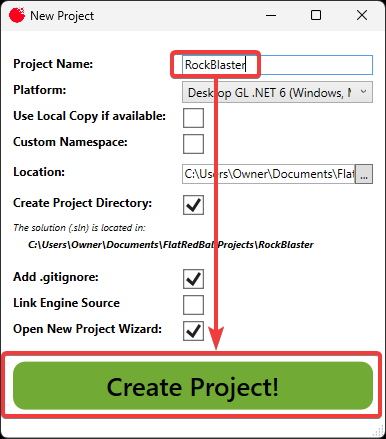 New Project
Project Name: RockBlaster
Platform: Desktop GL .NET 6 (Windows, M
Use Local Copy if available:
Custom Namespace:
Location: C:\Users\Owner\Documents\Flat ...
Create Project Directory:
The solution (.sln) is located in:
C:\Users\Owner\Documents\FlatRedBall Projects\RockBlaster
Add .gitignore:
Link Engine Source
Open New Project Wizard:
Create Project!